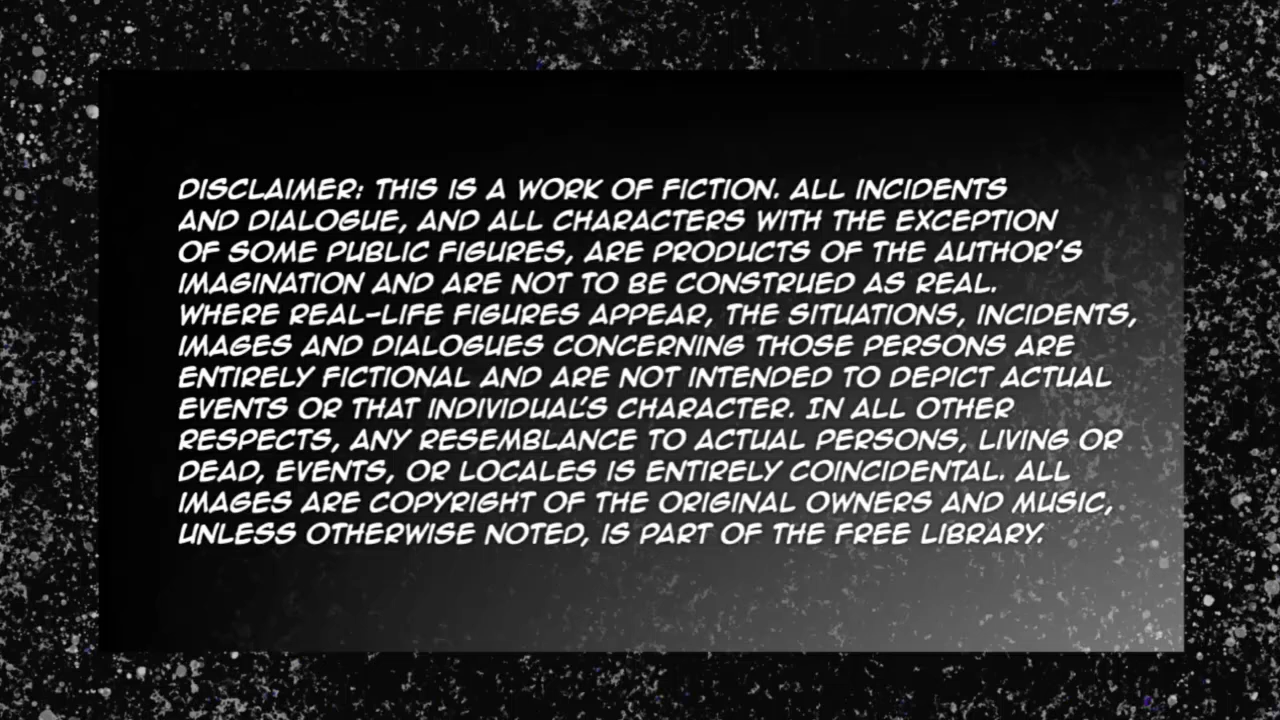 DISCLAIMER: THIS IS A WORK OF FICTION. ALL INCIDENTS
AND DIALOGUE, AND ALL CHARACTERS WITH THE EXCEPTION
OF SOME PUBLIC FIGURES, ARE PRODUCTS OF THE AUTHOR'S
IMAGINATION AND ARE NOT TO BE CONSTRUED AS REAL.
WHERE REAL-LIFE FIGURES APPEAR, THE SITUATIONS, INCIDENTS,
IMAGES AND DIALOGUES CONCERNING THOSE PERSONS ARE
ENTIRELY FICTIONAL AND ARE NOT INTENDED TO DEPICT ACTUAL
EVENTS OR THAT INDIVIDUAL'S CHARACTER. IN ALL OTHER
RESPECTS, ANY RESEMBLANCE TO ACTUAL PERSONS, LIVING OR
DEAD, EVENTS, OR LOCALES IS ENTIRELY COINCIDENTAL. ALL
IMAGES ARE COPYRIGHT OF THE ORIGINAL OWNERS AND MUSIC,
UNLESS OTHERWISE NOTED, IS PART OF THE FREE LIBRARY.